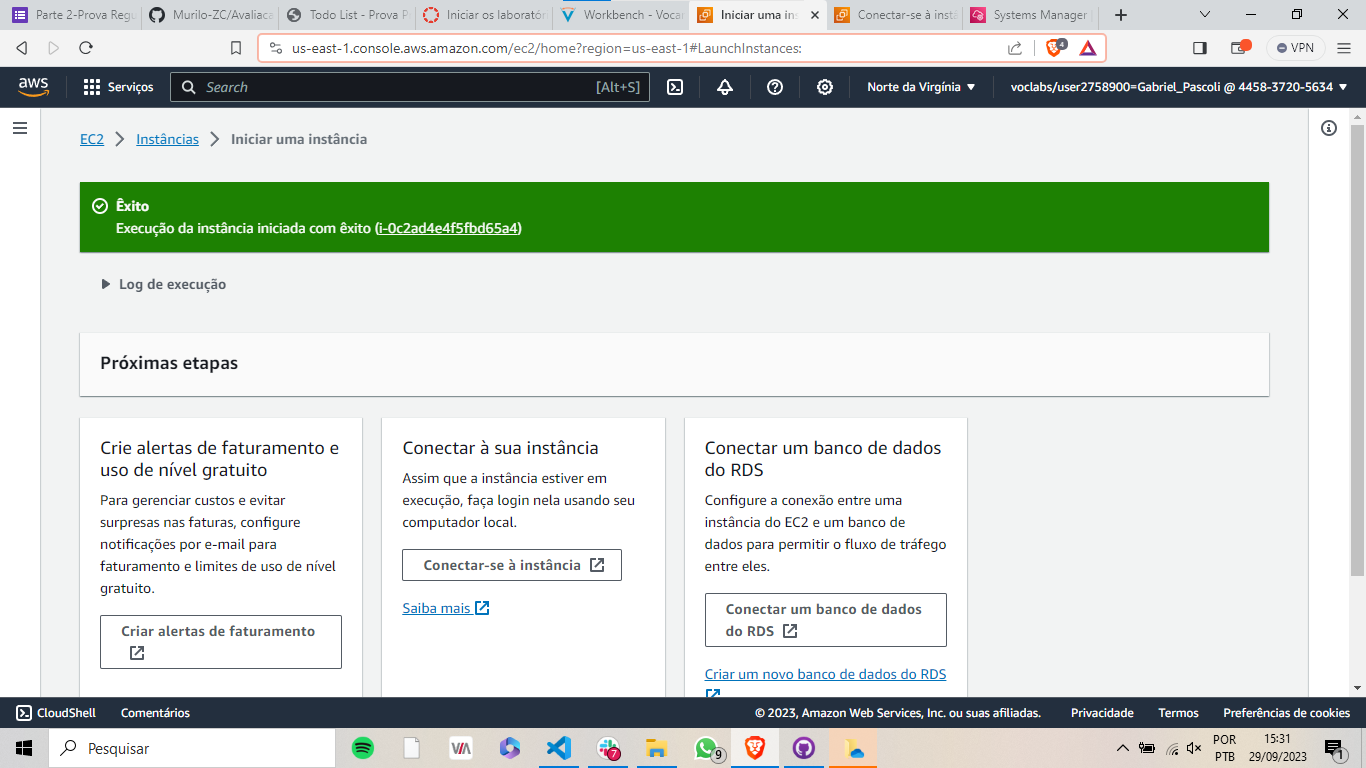 Parte 2-Prova Regu
Murilo-ZC/Avaliaca
Todo List - Prova P
Iniciar os laboratór
Workbench - Vocar
Iniciar uma ins
Conectar-se à instâ
Systems Manager |
us-east-1.console.aws.amazon.com/ec2/home?region=us-east-1#LaunchInstances:
4
VPN
aws
Serviços
Search
[Alt+S]
Norte da Virgínia
voclabs/user2758900=Gabriel_Pascoli @ 4458-3720-5634
EC2
Instâncias
Iniciar uma instância
Êxito
Execução da instância iniciada com êxito (i-0c2ad4e4f5fbd65a4)
Log de execução
Próximas etapas
Crie alertas de faturamento e
uso de nível gratuito
Para gerenciar custos e evitar
surpresas nas faturas, configure
notificações por e-mail para
faturamento e limites de uso de nível
gratuito.
Criar alertas de faturamento
Conectar à sua instância
Assim que a instância estiver em
execução, faça login nela usando seu
computador local.
Conectar-se à instância
Saiba mais
Conectar um banco de dados
do RDS
Configure a conexão entre uma
instância do EC2 e um banco de
dados para permitir o fluxo de tráfego
entre eles.
Conectar um banco de dados
do RDS
Criar um novo banco de dados do RDS
CloudShell
Comentários
© 2023, Amazon Web Services, Inc. ou suas afiliadas.
Privacidade
Termos
Preferências de cookies
Pesquisar
VIA
7
9
POR
PTB
15:31
29/09/2023
1